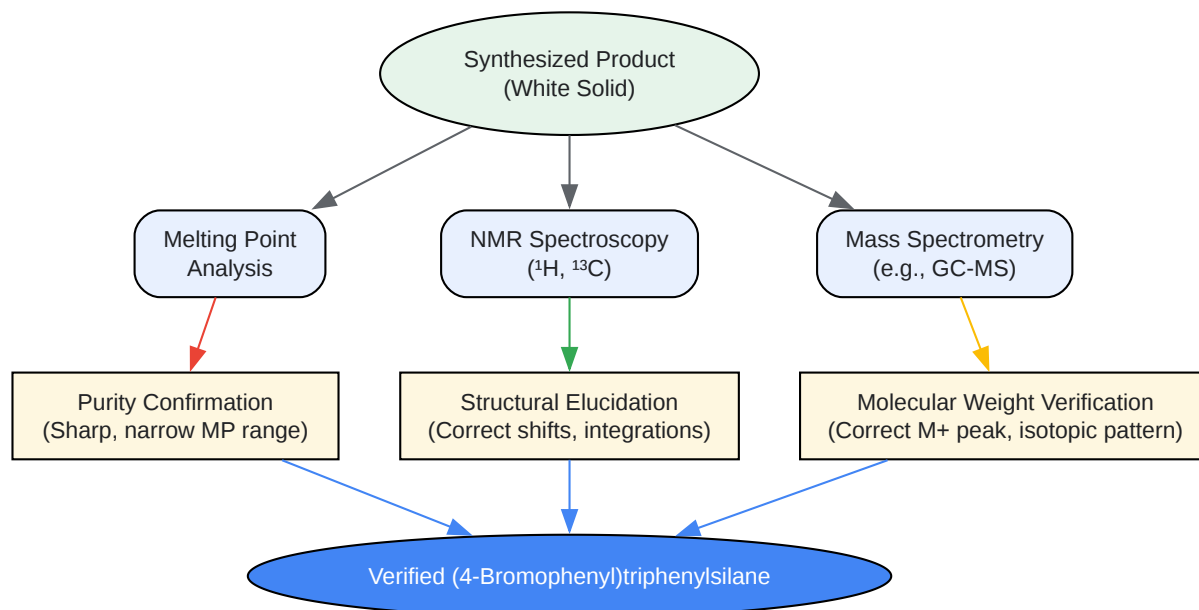 Synthesized Product
(White Solid)
Melting Point
Analysis
NMR Spectroscopy
(¹H, ¹³C)
Mass Spectrometry
(e.g., GC-MS)
Purity Confirmation
(Sharp, narrow MP range)
Structural Elucidation
(Correct shifts, integrations)
Molecular Weight Verification
(Correct M+ peak, isotopic pattern)
Verified (4-Bromophenyl)triphenylsilane